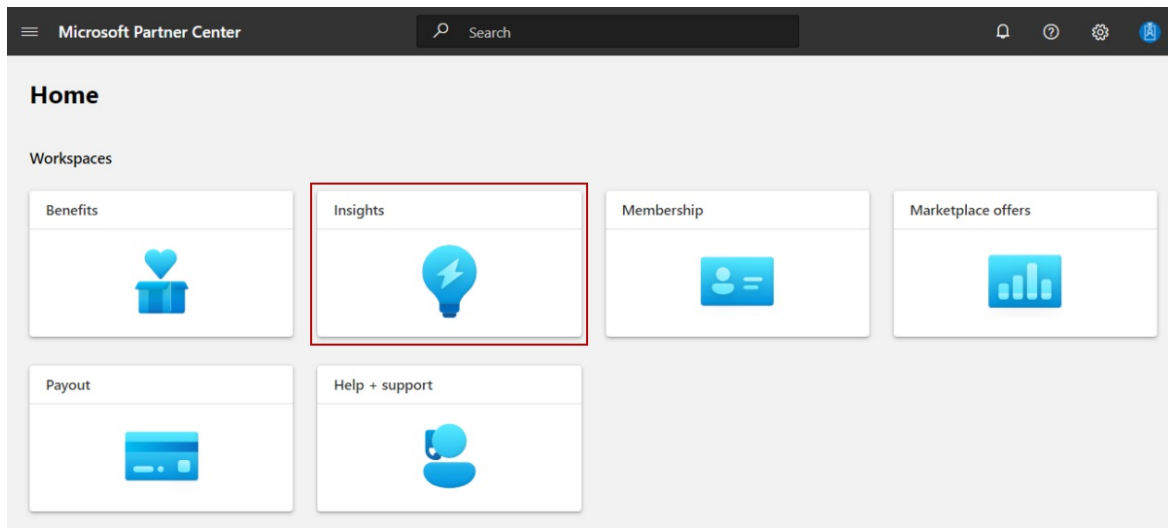 Microsoft Partner Center
Search
Home
Workspaces
Benefits
Insights
Membership
Marketplace offers
Payout
Help + support